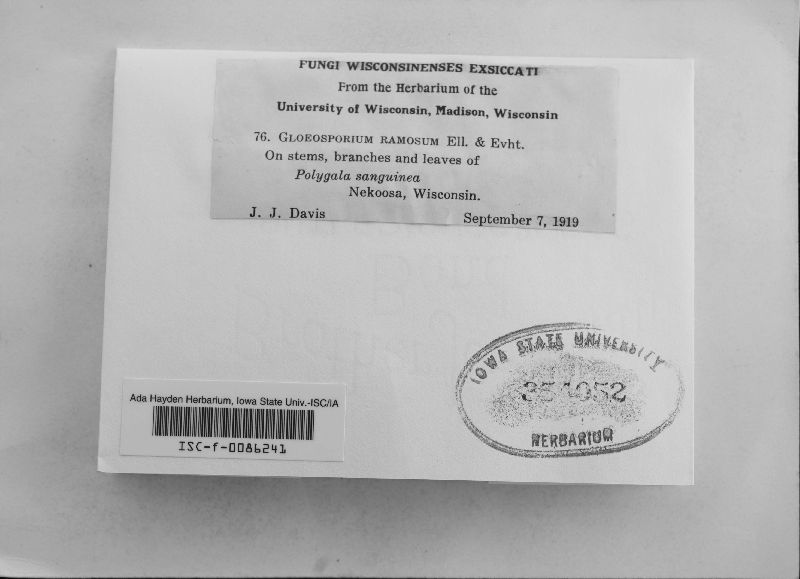 FUNGI WISCONSINENSES EXSICCATI
From the Herbarium of the
University of Wisconsin, Madison, Wisconsin
76. GLOEOSPORIUM RAMOSUM Ell. & Evht.
On stems, branches and leaves of
Polygala sanguinea
Nekoosa, Wisconsin.
J. J. Davis September 7, 1919
IOWA STATE UNIVERSITY
HERBARIUM
Ada Hayden Herbarium, Iowa State Univ.-ISC/IA
ISC-f-0086241